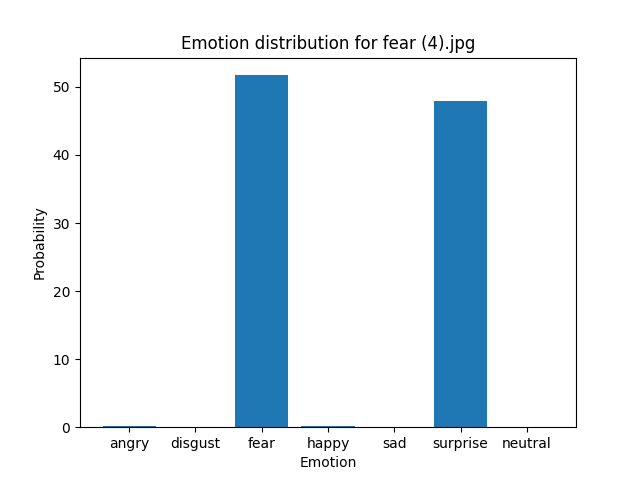 Emotion distribution for fear (4).jpg
Probability
50
40
30
20
10
0
angry disgust fear happy sad surprise neutral
Emotion